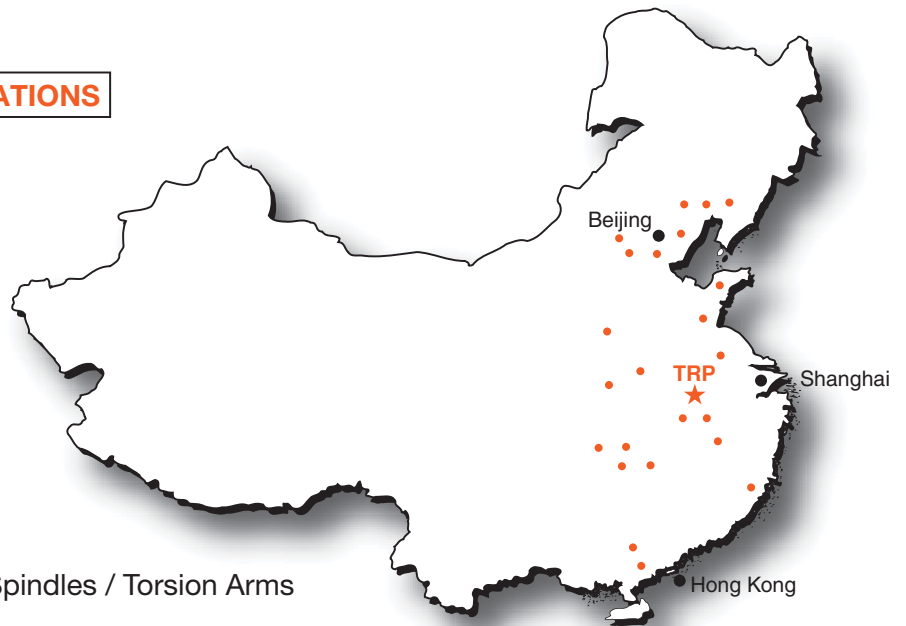 ATIONS
Beijing
TRP
Shanghai
Spindles / Torsion Arms
Hong Kong